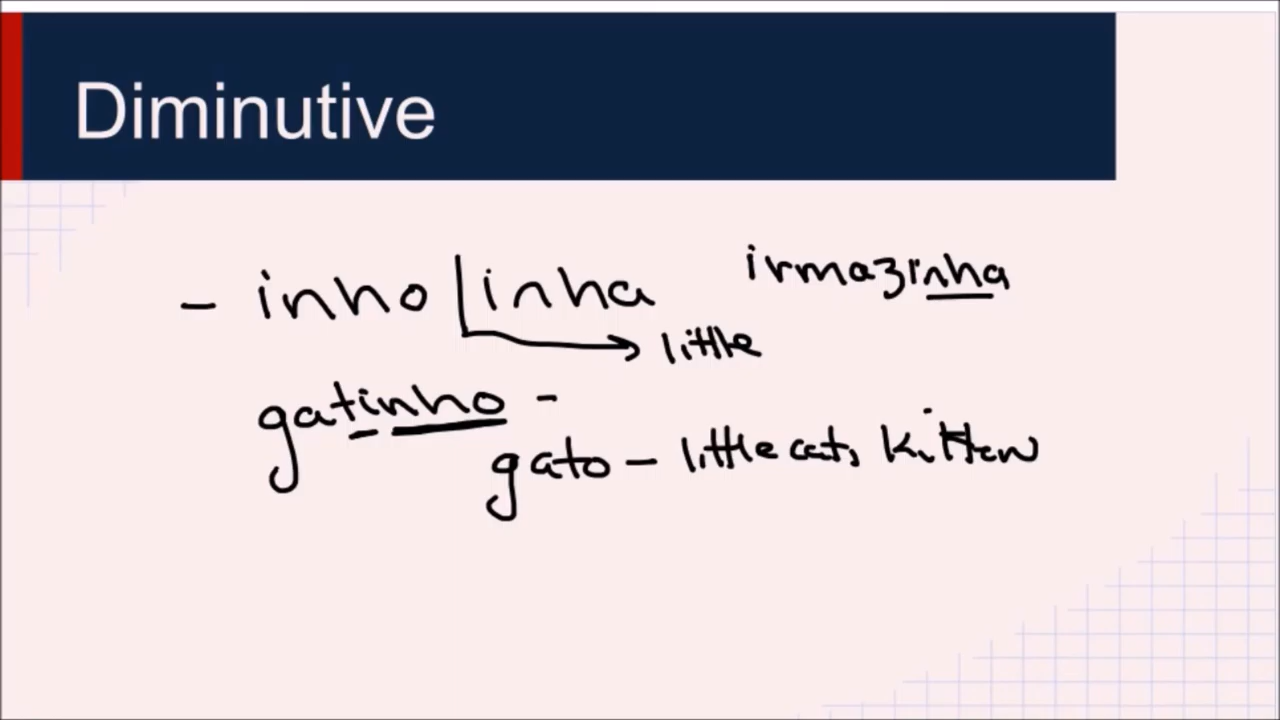 Diminutive
- inho | inha
irmazinha
little
gatinho -
gato - little cat, kitten